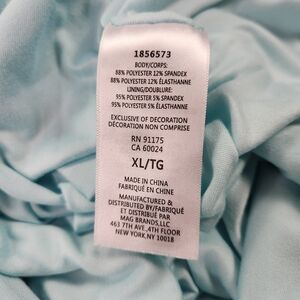 1856573
BODY/CORPS:
88% POLYESTER 12% SPANDEX
88% POLYESTER 12% ÉLASTHANNE
LINING/DOUBLURE:
95% POLYESTER 5% SPANDEX
95% POLYESTER 5% ÉLASTHANNE
EXCLUSIVE OF DECORATION
DÉCORATION NON COMPRISE
RN 91175
CA 60024
XL/TG
MADE IN CHINA
FABRIQUÉ EN CHINE
MANUFACTURED &
DISTRIBUTED BY/FABRIQUÉ
ET DISTRIBUÉ PAR
MAG BRANDS,LLC
463 7TH AVE ,4TH FLOOR
NEW YORK,NY 10018